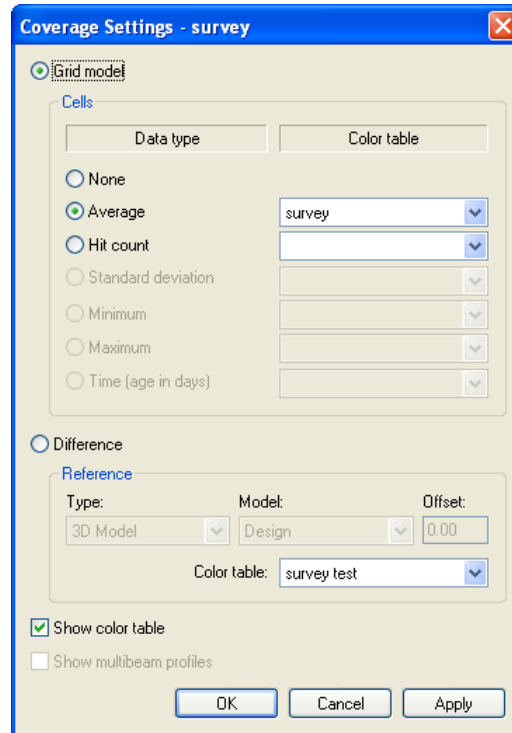 Coverage Settings - survey
Grid model
Cells
Data type Color table
None
Average survey
Hit count
Standard deviation
Minimum
Maximum
Time (age in days)
Difference
Reference
Type: Model: Offset:
3D Model Design 0.00
Color table: survey test
Show color table
Show multibeam profiles
OK Cancel Apply